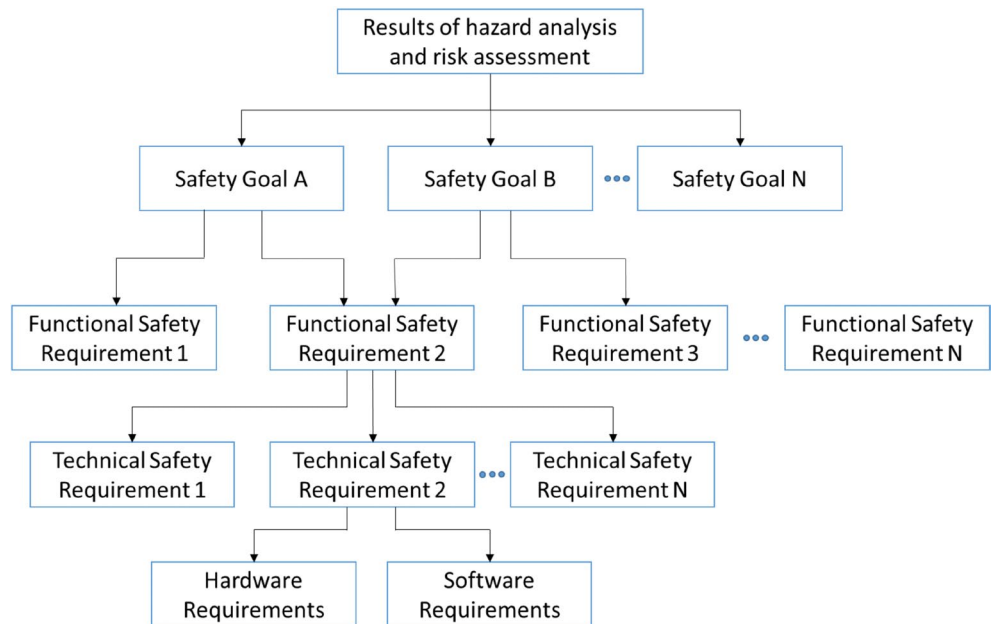 Results of hazard analysis
and risk assessment
Safety Goal A
Safety Goal B
Safety Goal N
Functional Safety
Requirement 1
Functional Safety
Requirement 2
Functional Safety
Requirement 3
Functional Safety
Requirement N
Technical Safety
Requirement 1
Technical Safety
Requirement 2
Technical Safety
Requirement N
Hardware
Requirements
Software
Requirements